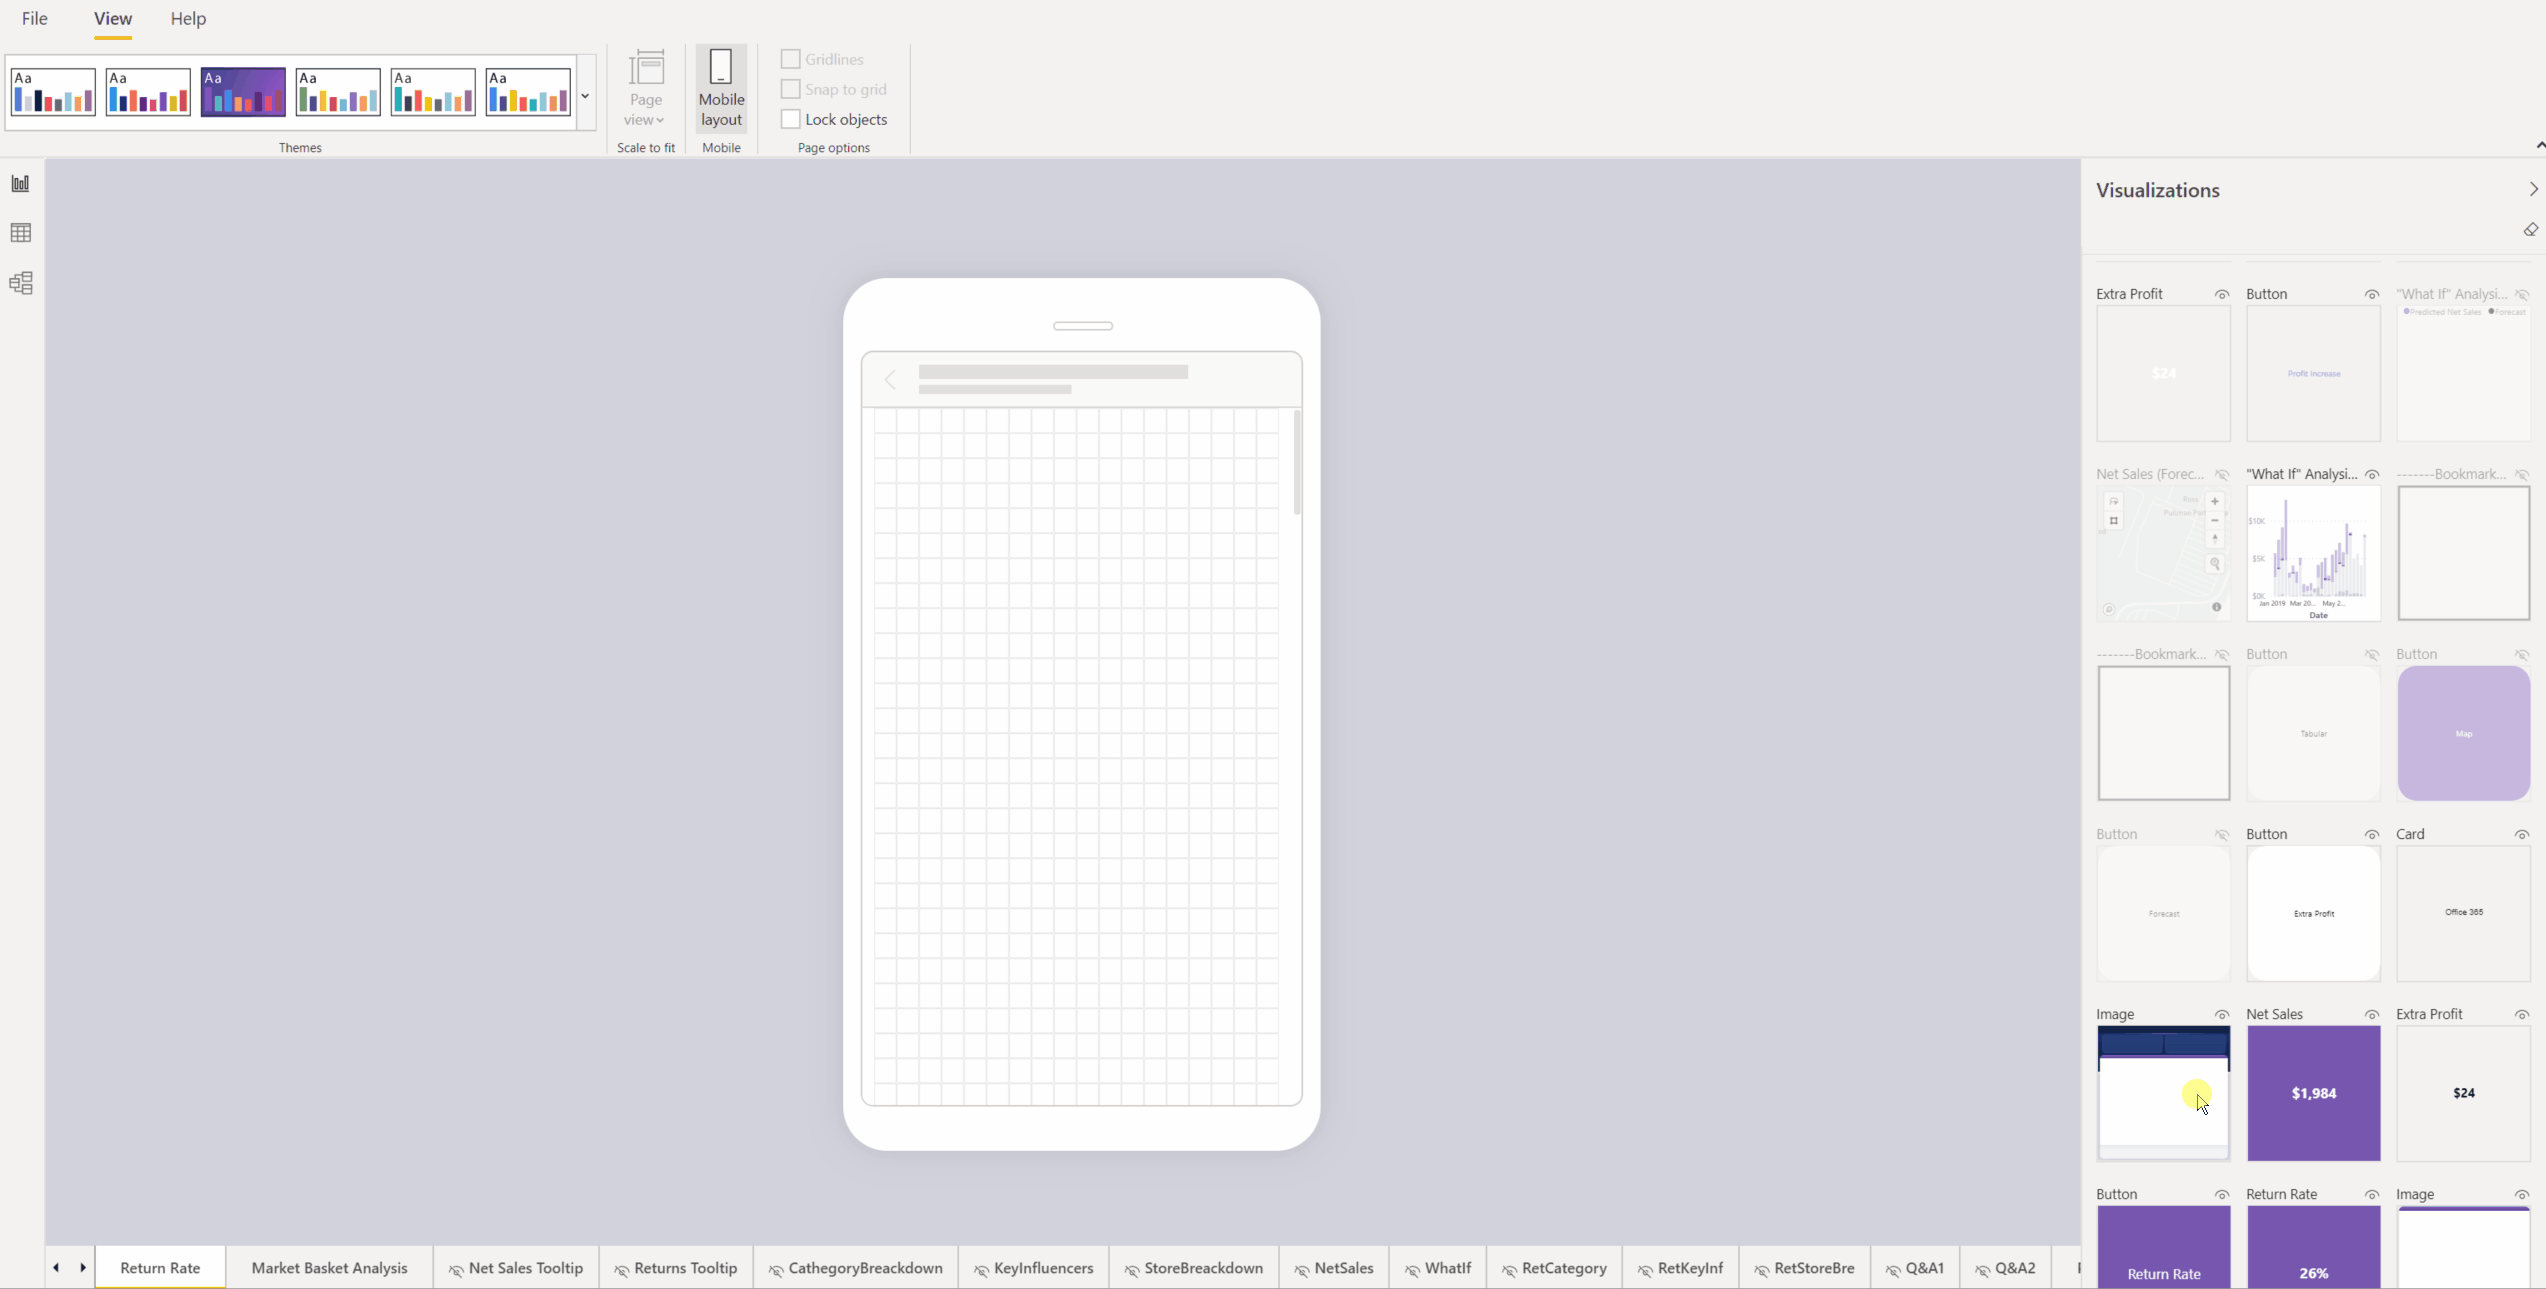 File View Help
Aa Aa Aa Aa Aa Aa
Page view
Mobile layout
Gridlines
Snap to grid
Lock objects
Themes
Scale to fit
Mobile
Page options
Visualizations
Extra Profit
Button
"What If" Analysi...
$24
Profit Increase
Predicted Net Sales Forecast
Net Sales (Forec...
"What If" Analysi...
-------Bookmark...
$10K
$5K
$0K
Jan 2019 Mar 20... May 2...
Date
-------Bookmark...
Button
Button
Tabular
Map
Button
Button
Card
Forecast
Extra Profit
Office 365
Image
Net Sales
Extra Profit
$1,984
$24
Button
Return Rate
Image
Return Rate
26%
Return Rate
Market Basket Analysis
Net Sales Tooltip
Returns Tooltip
CathegoryBreackdown
KeyInfluencers
StoreBreackdown
NetSales
WhatIf
RetCategory
RetKeyInf
RetStoreBre
Q&A1
Q&A2